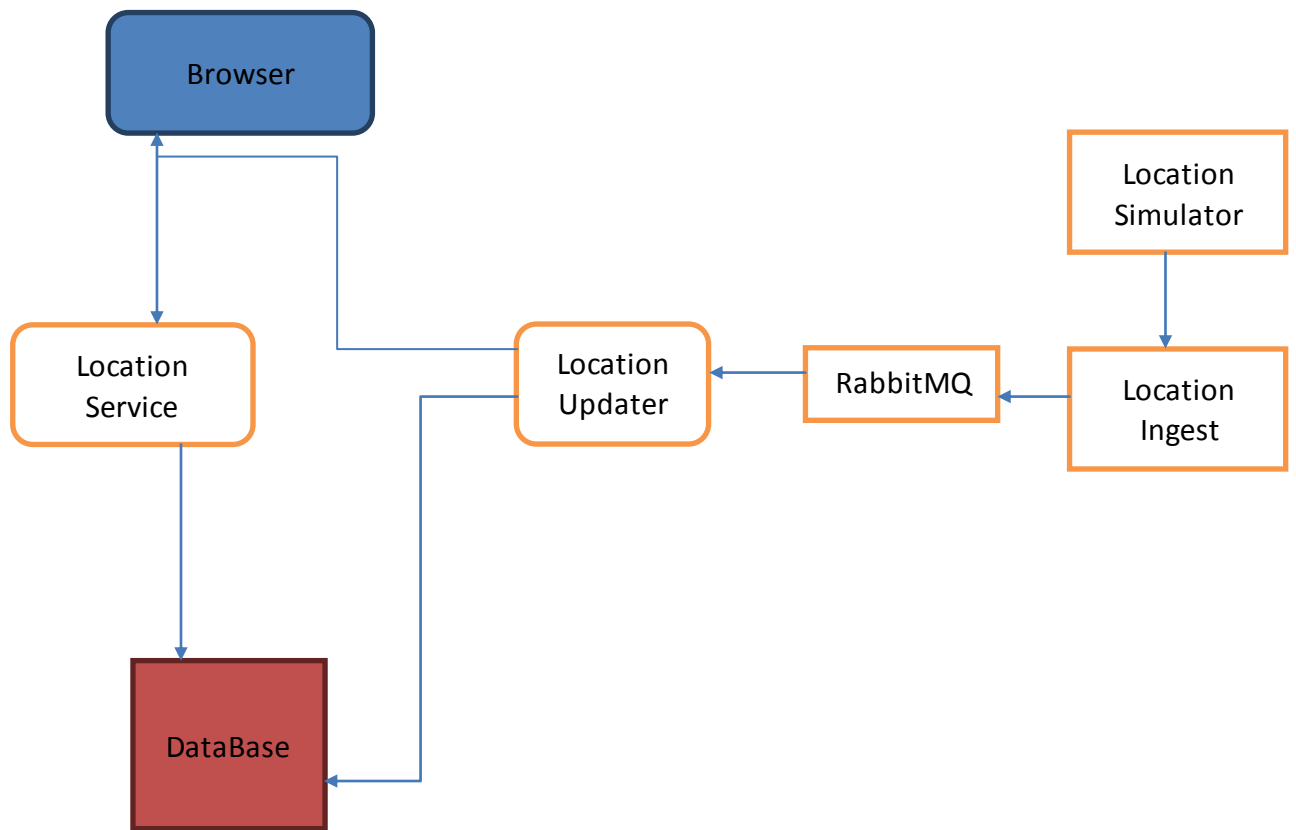 Browser
Location
Simulator
Location
Service
Location
Updater
RabbitMQ
Location
Ingest
DataBase